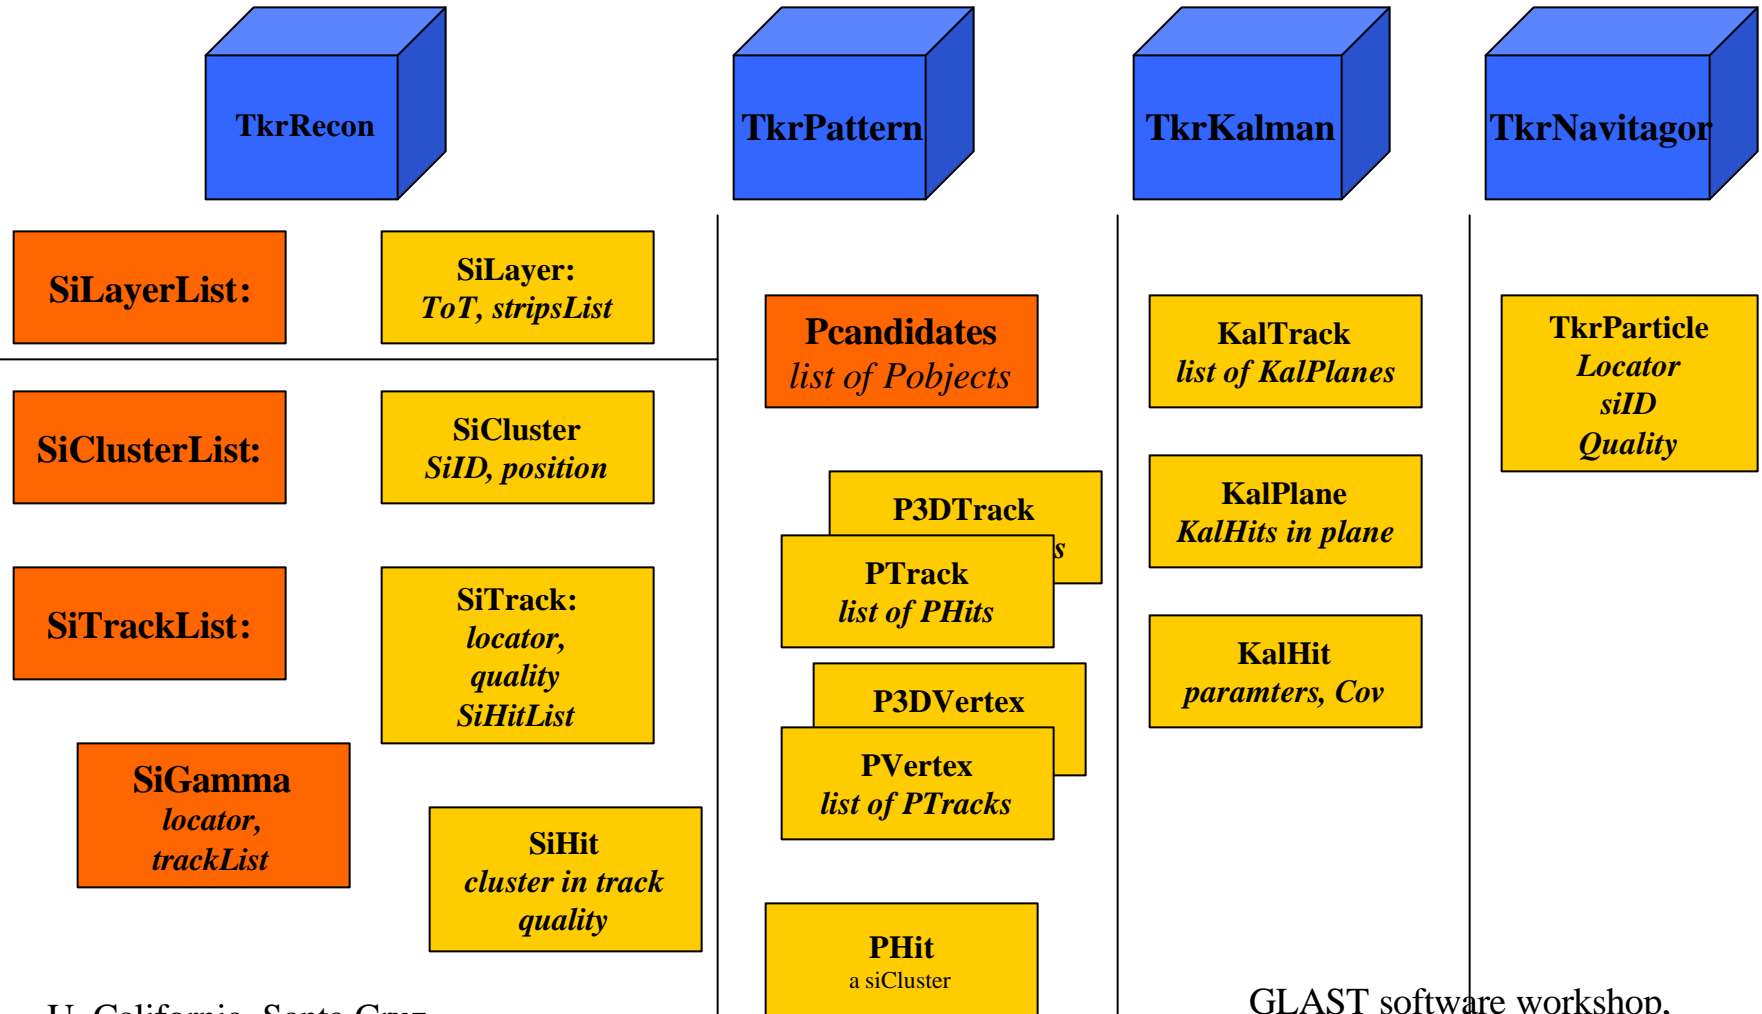 TkrRecon
TkrPattern
TkrKalman
TkrNavitagor
SiLayerList:
SiLayer:
ToT, stripsList
SiClusterList:
SiCluster
SiID, position
SiTrackList:
SiTrack:
locator,
quality
SiHitList
SiGamma
locator,
trackList
SiHit
cluster in track
quality
Pcandidates
list of Pobjects
P3DTrack
s
PTrack
list of PHits
P3DVertex
PVertex
list of PTracks
PHit
a siCluster
KalTrack
list of KalPlanes
KalPlane
KalHits in plane
KalHit
paramters, Cov
TkrParticle
Locator
siID
Quality
U. California, Santa Cruz
GLAST software workshop,